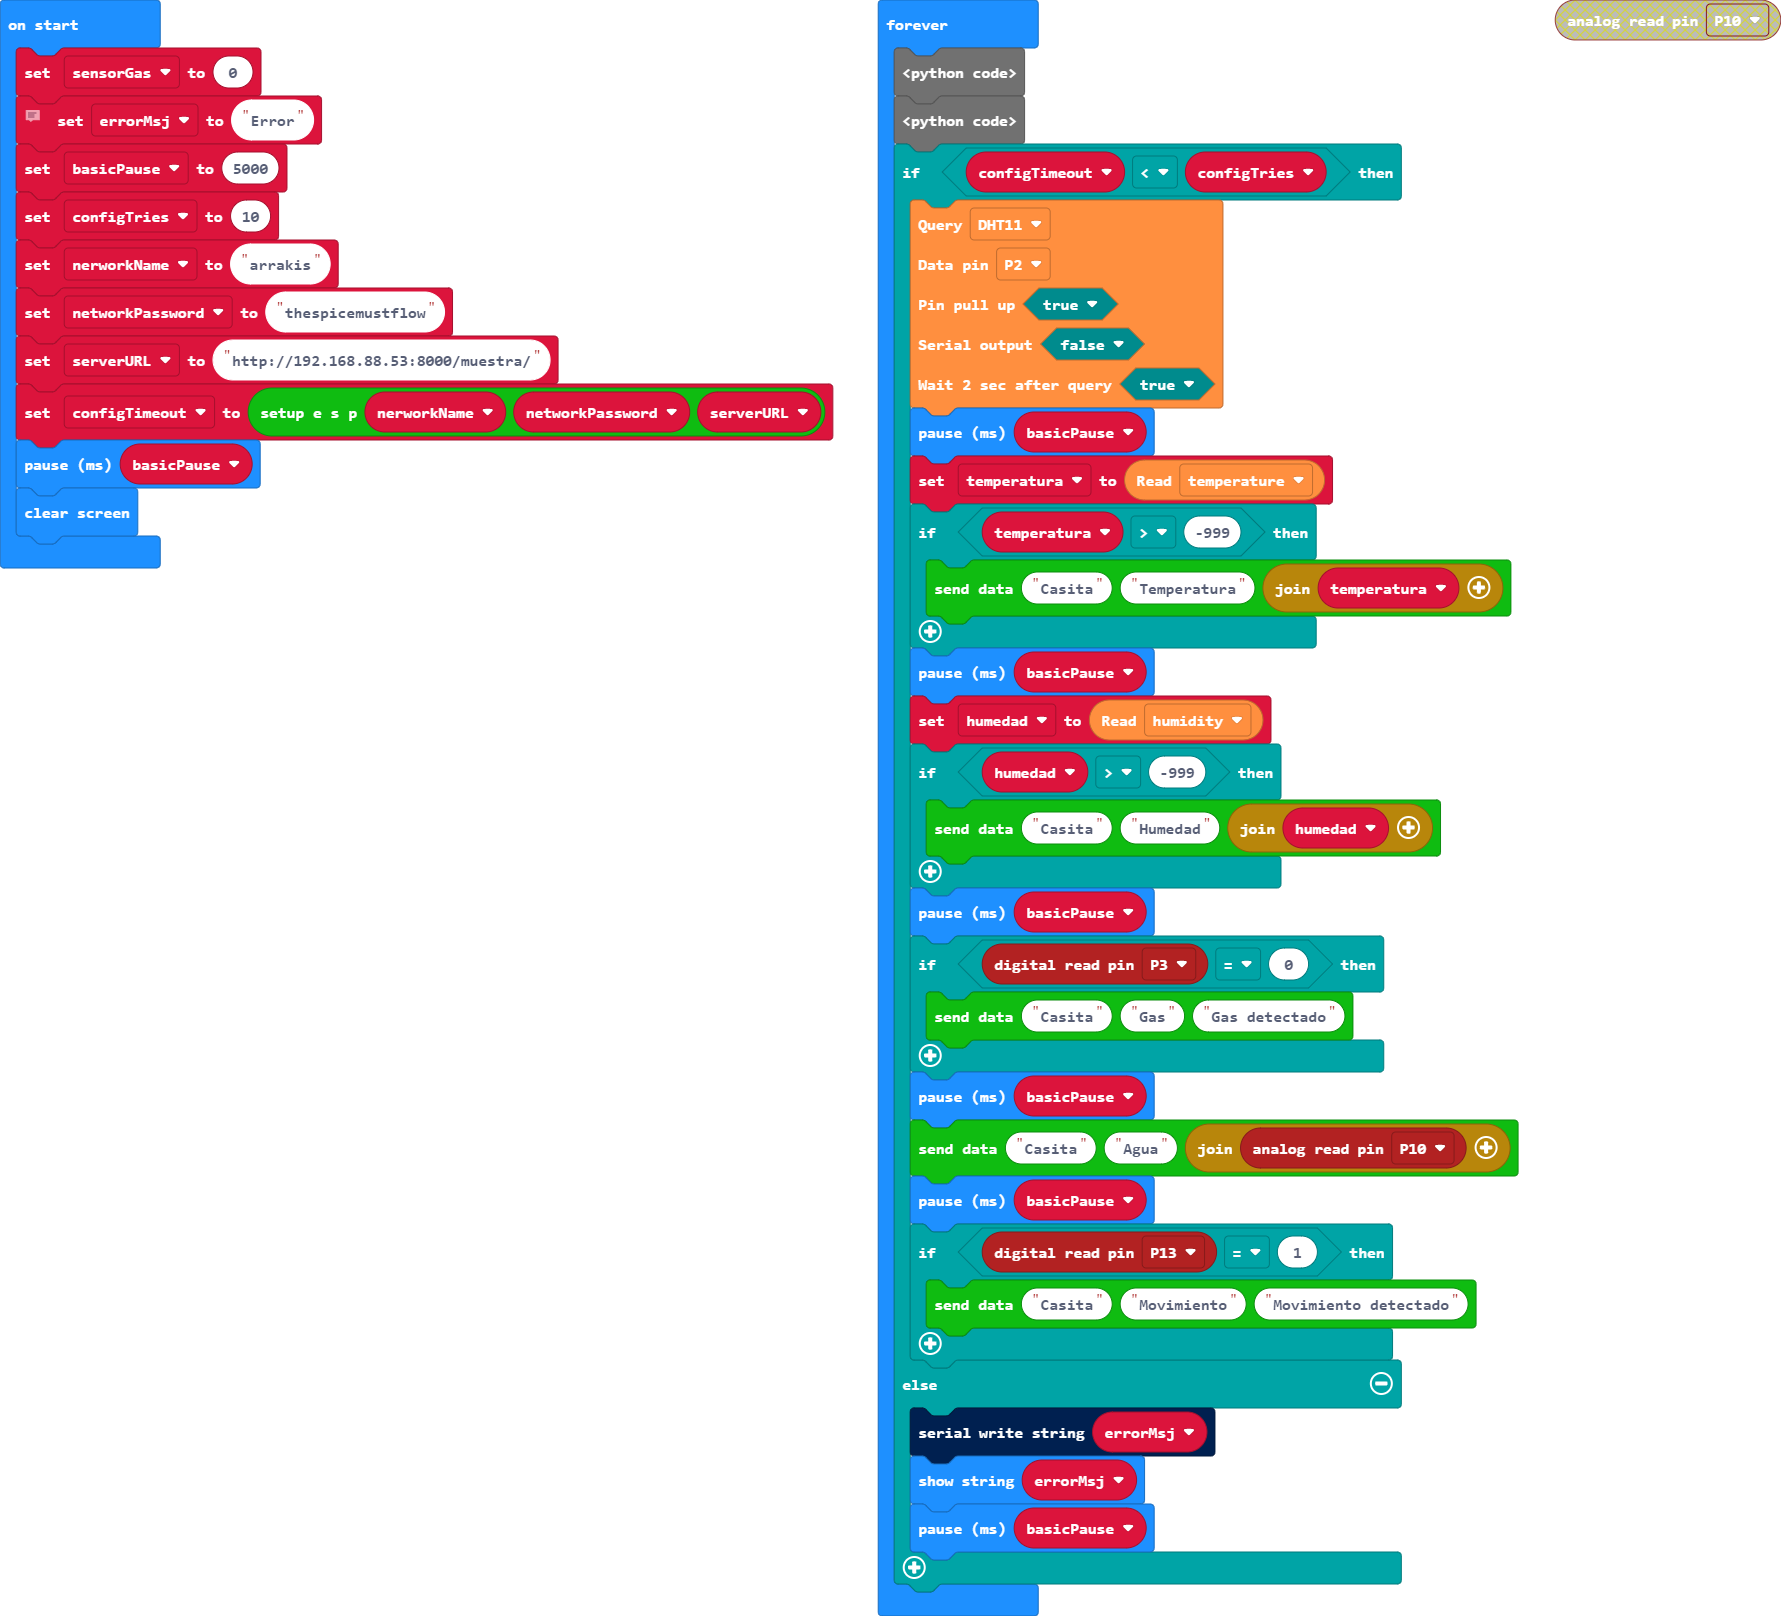 on start
set sensorGas to 0
set errorMsj to "Error"
set basicPause to 5000
set configTries to 10
set nerworkName to "arrakis"
set networkPassword to "thespicemustflow"
set serverURL to "http://192.168.88.53:8000/muestra/"
set configTimeout to setup e s p nerworkName networkPassword serverURL
pause (ms) basicPause
clear screen
forever
<python code>
<python code>
if configTimeout < configTries then
Query DHT11
Data pin P2
Pin pull up true
Serial output false
Wait 2 sec after query true
pause (ms) basicPause
set temperatura to Read temperature
if temperatura > -999 then
send data "Casita" "Temperatura" join temperatura
pause (ms) basicPause
set humedad to Read humidity
if humedad > -999 then
send data "Casita" "Humedad" join humedad
pause (ms) basicPause
if digital read pin P3 = 0 then
send data "Casita" "Gas" "Gas detectado"
pause (ms) basicPause
send data "Casita" "Agua" join analog read pin P10
pause (ms) basicPause
if digital read pin P13 = 1 then
send data "Casita" "Movimiento" "Movimiento detectado"
else
serial write string errorMsj
show string errorMsj
pause (ms) basicPause
analog read pin P10